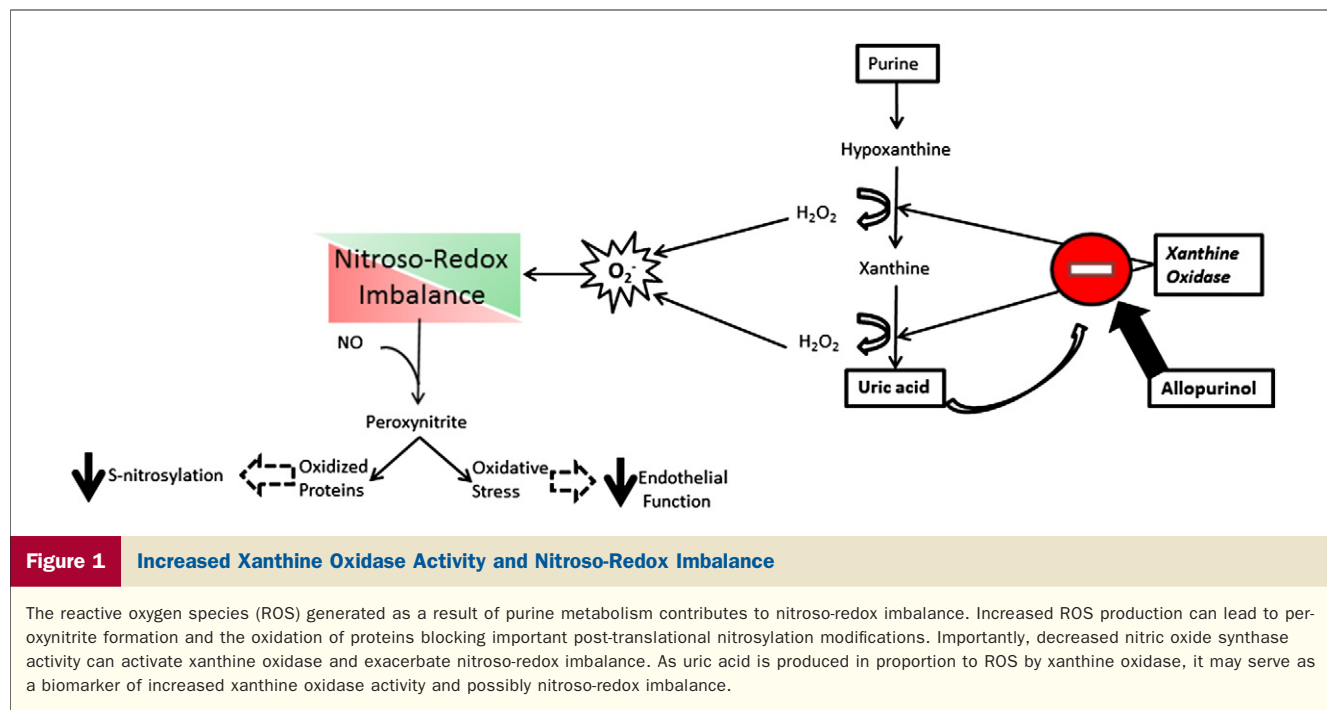 Purine
Hypoxanthine
H₂O₂
Xanthine
Xanthine
Oxidase
Nitroso-Redox
Imbalance
O₂⁻
NO
H₂O₂
Uric acid
Allopurinol
Peroxynitrite
S-nitrosylation
Oxidized
Proteins
Oxidative
Stress
Endothelial
Function
Figure 1 Increased Xanthine Oxidase Activity and Nitroso-Redox Imbalance
The reactive oxygen species (ROS) generated as a result of purine metabolism contributes to nitroso-redox imbalance. Increased ROS production can lead to per-
oxynitrite formation and the oxidation of proteins blocking important post-translational nitrosylation modifications. Importantly, decreased nitric oxide synthase
activity can activate xanthine oxidase and exacerbate nitroso-redox imbalance. As uric acid is produced in proportion to ROS by xanthine oxidase, it may serve as
a biomarker of increased xanthine oxidase activity and possibly nitroso-redox imbalance.